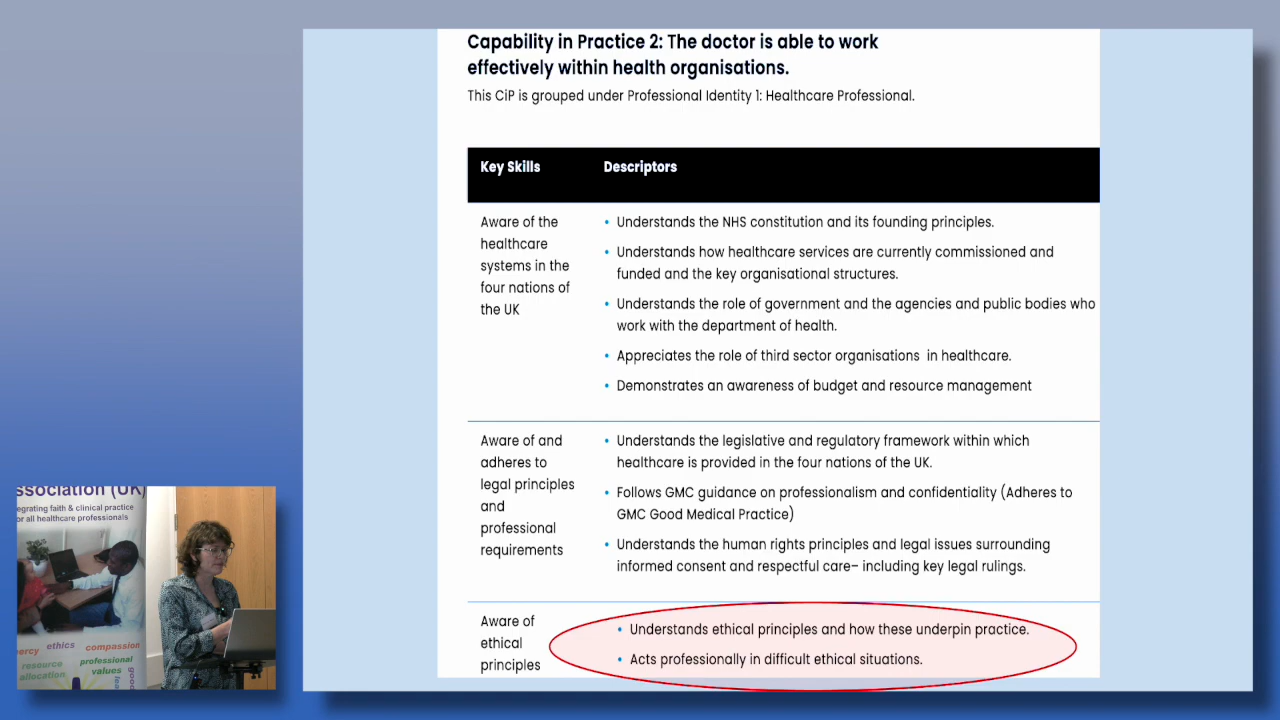 Capability in Practice 2: The doctor is able to work
effectively within health organisations.
This CiP is grouped under Professional Identity 1: Healthcare Professional.
Key Skills
Descriptors
Aware of the
healthcare
systems in the
four nations of
the UK
• Understands the NHS constitution and its founding principles.
• Understands how healthcare services are currently commissioned and
funded and the key organisational structures.
• Understands the role of government and the agencies and public bodies who
work with the department of health.
• Appreciates the role of third sector organisations in healthcare.
• Demonstrates an awareness of budget and resource management
Aware of and
adheres to
legal principles
and
professional
requirements
• Understands the legislative and regulatory framework within which
healthcare is provided in the four nations of the UK.
• Follows GMC guidance on professionalism and confidentiality (Adheres to
GMC Good Medical Practice)
• Understands the human rights principles and legal issues surrounding
informed consent and respectful care– including key legal rulings.
Aware of
ethical
principles
• Understands ethical principles and how these underpin practice.
• Acts professionally in difficult ethical situations.
ssociation (UK)
egrating faith & clinical practice
or all healthcare professionals
ercy
ethics
compassion
resource
allocation
professional
values